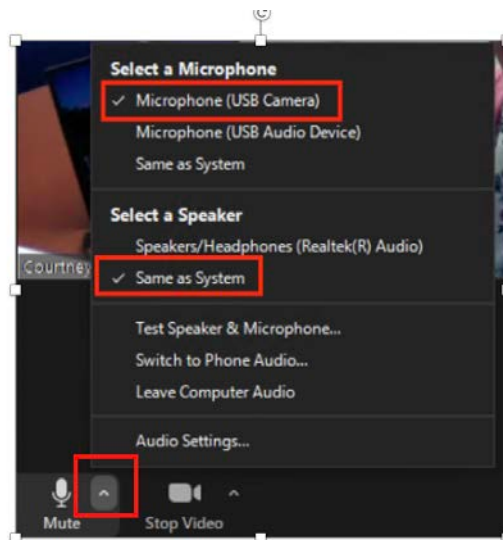 Select a Microphone
Microphone (USB Camera)
Microphone (USB Audio Device)
Same as System
Select a Speaker
Speakers/Headphones (Realtek(R) Audio)
Courtney
Same as System
Test Speaker & Microphone...
Switch to Phone Audio...
Leave Computer Audio
Audio Settings...
Mute
Stop Video